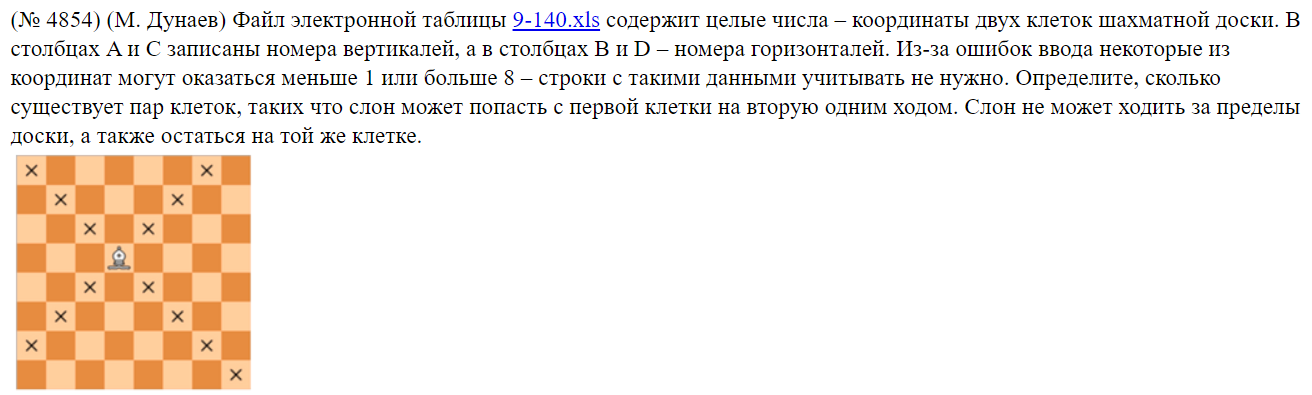 (№ 4854) (М. Дунаев) Файл электронной таблицы 9-140.xls содержит целые числа – координаты двух клеток шахматной доски. В
столбцах A и C записаны номера вертикалей, а в столбцах B и D – номера горизонталей. Из-за ошибок ввода некоторые из
координат могут оказаться меньше 1 или больше 8 – строки с такими данными учитывать не нужно. Определите, сколько
существует пар клеток, таких что слон может попасть с первой клетки на вторую одним ходом. Слон не может ходить за пределы
доски, а также остаться на той же клетке.